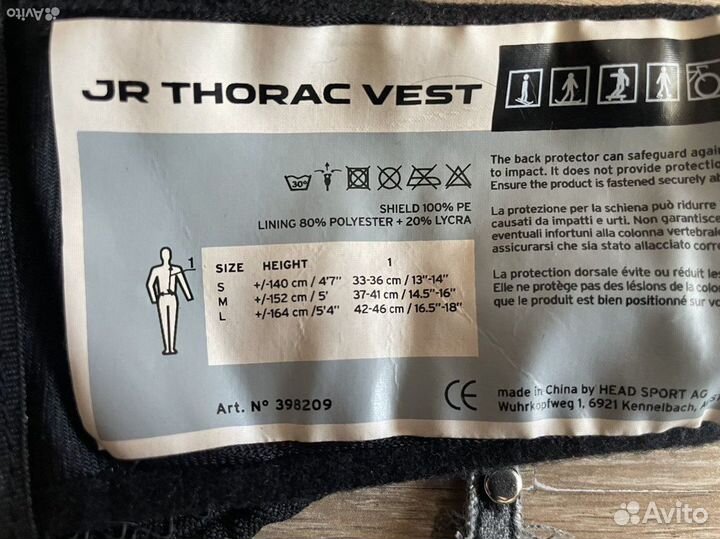 Avito
JR THORAC VEST
30°
SHIELD 100% PE
LINING 80% POLYESTER + 20% LYCRA
1
SIZE HEIGHT 1
S +/-140 cm / 4'7" 33-36 cm / 13"-14"
M +/-152 cm / 5' 37-41 cm / 14.5"-16"
L +/-164 cm /5'4" 42-46 cm / 16.5"-18"
Art. N° 398209
The back protector can safeguard again
to impact. It does not provide protectio
Ensure the product is fastened securely ab
La protezione per la schiena può ridurre
causati da impatti e urti. Non garantisce
eventuali infortuni alla colonna vertebrale
assicurarsi che sia stato allacciato corre
La protection dorsale évite ou réduit les
Elle ne protège pas des lésions de la colo
que le produit est bien positionné sur vo
CE
made in China by HEAD SPORT AG
Wuhrkopfweg 1, 6921 Kennelbach,
Avito